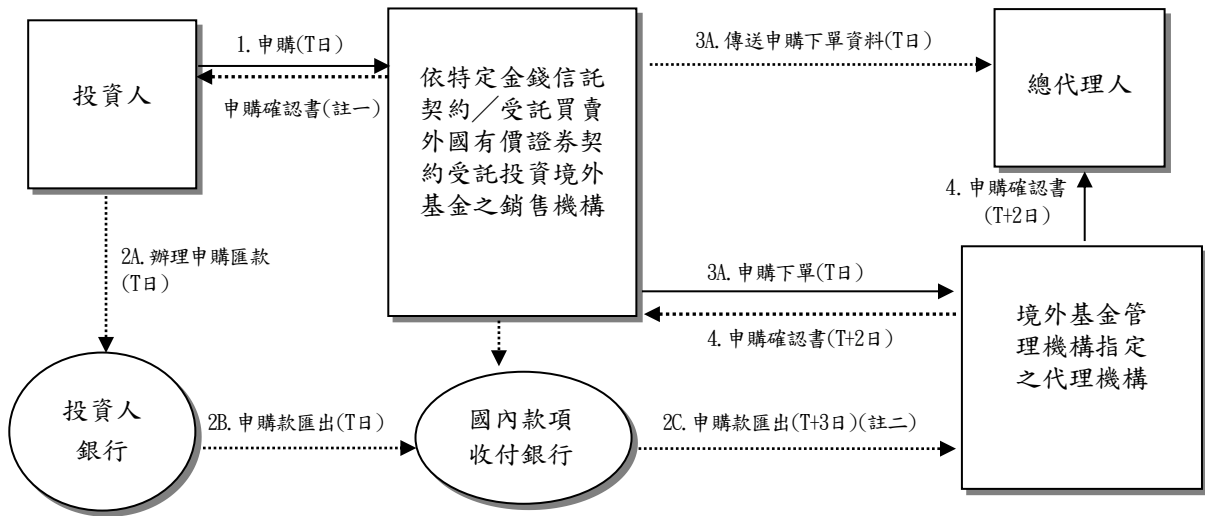 1.申購(T日)
3A.傳送申購下單資料(T日)
投資人
申購確認書(註一)
依特定金錢信託
契約／受託買賣
外國有價證券契
約受託投資境外
基金之銷售機構
總代理人
4.申購確認書
(T+2日)
2A.辦理申購匯款
(T日)
3A.申購下單(T日)
4.申購確認書(T+2日)
境外基金管
理機構指定
之代理機構
投資人
銀行
2B.申購款匯出(T日)
國內款項
收付銀行
2C.申購款匯出(T+3日)(註二)